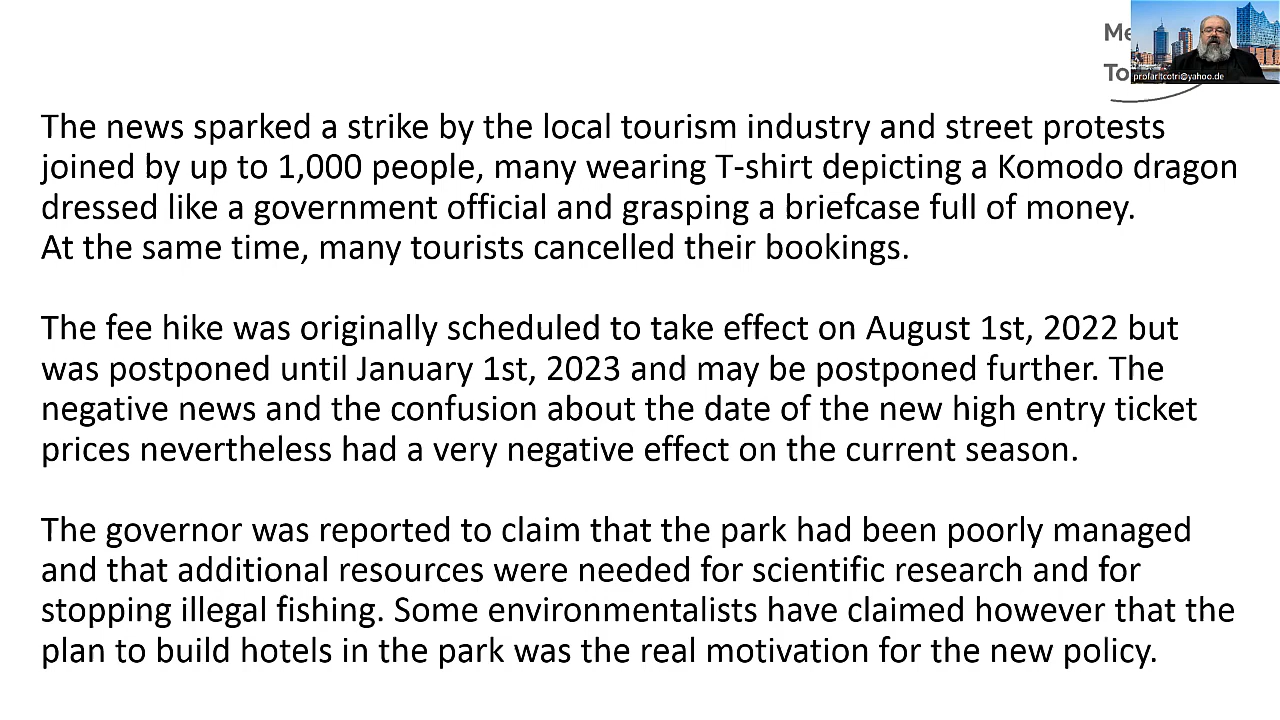 Me
To
profarltcotri@yahoo.de
The news sparked a strike by the local tourism industry and street protests
joined by up to 1,000 people, many wearing T-shirt depicting a Komodo dragon
dressed like a government official and grasping a briefcase full of money.
At the same time, many tourists cancelled their bookings.
The fee hike was originally scheduled to take effect on August 1st, 2022 but
was postponed until January 1st, 2023 and may be postponed further. The
negative news and the confusion about the date of the new high entry ticket
prices nevertheless had a very negative effect on the current season.
The governor was reported to claim that the park had been poorly managed
and that additional resources were needed for scientific research and for
stopping illegal fishing. Some environmentalists have claimed however that the
plan to build hotels in the park was the real motivation for the new policy.